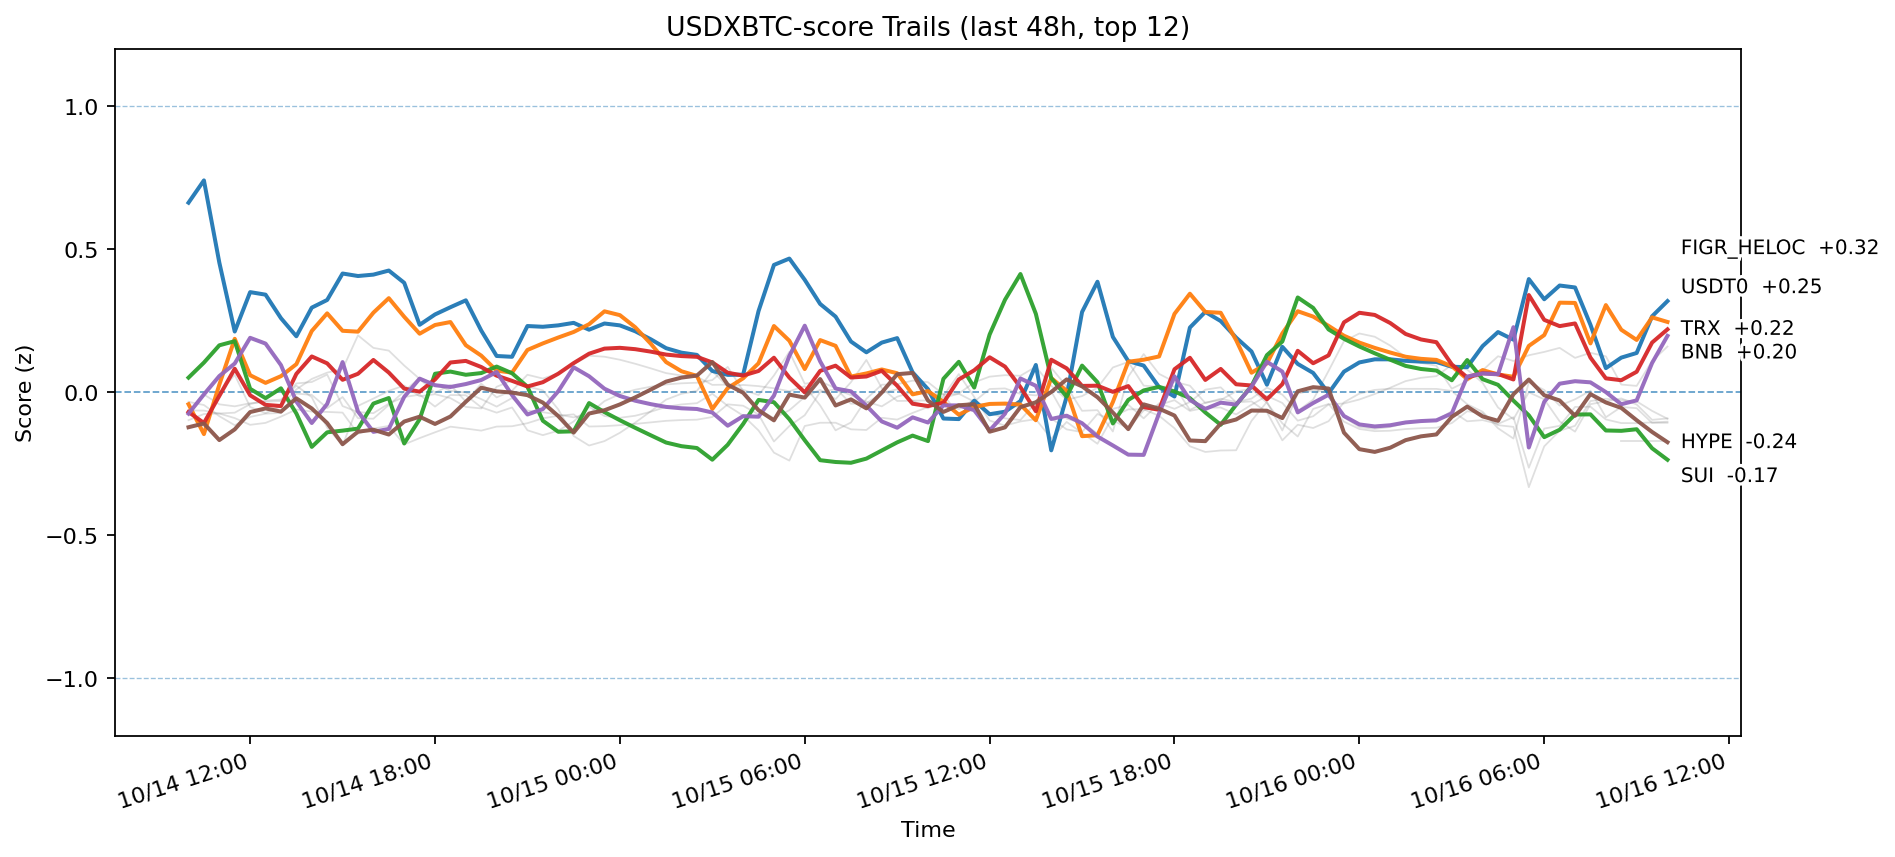 USDXBTC-score Trails (last 48h, top 12)
Score (z)
1.0
0.5
0.0
−0.5
−1.0
FIGR_HELOC +0.32
USDT0 +0.25
TRX +0.22
BNB +0.20
HYPE -0.24
SUI -0.17
10/14 12:00
10/14 18:00
10/15 00:00
10/15 06:00
10/15 12:00
10/15 18:00
10/16 00:00
10/16 06:00
10/16 12:00
Time